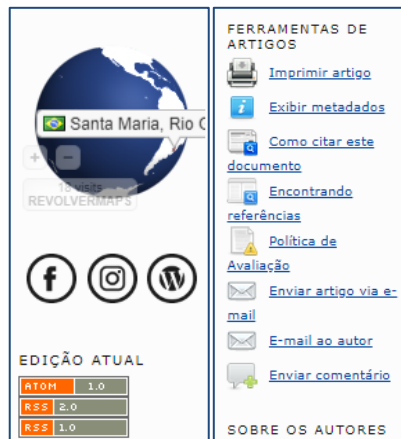 Santa Maria, Rio
+ −
18 visits
REVOLVERMAPS
EDIÇÃO ATUAL
ATOM 1.0
RSS 2.0
RSS 1.0
FERRAMENTAS DE
ARTIGOS
Imprimir artigo
Exibir metadados
Como citar este
documento
Encontrando
referências
Política de
Avaliação
Enviar artigo via e-
mail
E-mail ao autor
Enviar comentário
SOBRE OS AUTORES